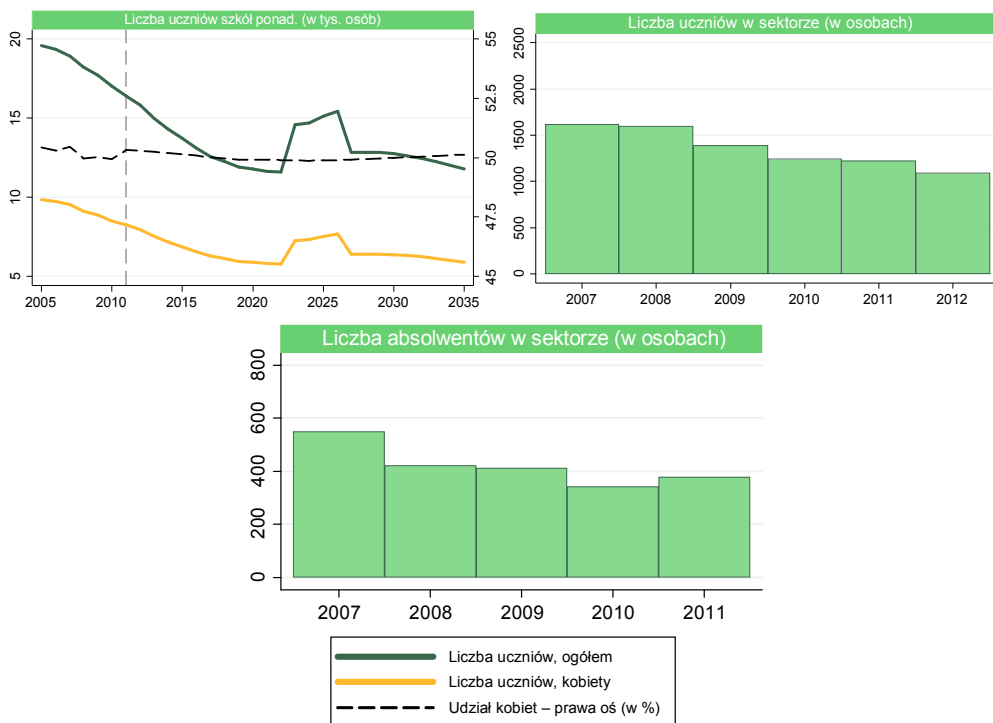 Liczba uczniów szkół ponad. (w tys. osób)
20
15
10
5
55
52.5
50
47.5
45
2005 2010 2015 2020 2025 2030 2035
Liczba uczniów w sektorze (w osobach)
2500
2000
1500
1000
500
0
2007 2008 2009 2010 2011 2012
Liczba absolwentów w sektorze (w osobach)
800
600
400
200
0
2007 2008 2009 2010 2011
Liczba uczniów, ogółem
Liczba uczniów, kobiety
Udział kobiet – prawa oś (w %)